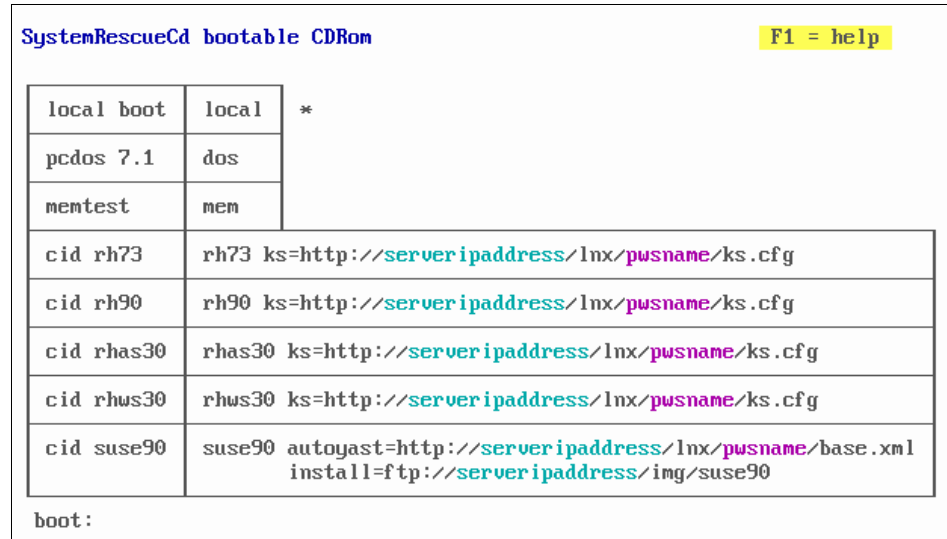 SystemRescueCd bootable CDRom F1 = help
local boot local *
pcdos 7.1 dos
memtest mem
cid rh73 rh73 ks=http://serveripaddress/lnx/pwsname/ks.cfg
cid rh90 rh90 ks=http://serveripaddress/lnx/pwsname/ks.cfg
cid rhas30 rhas30 ks=http://serveripaddress/lnx/pwsname/ks.cfg
cid rhws30 rhws30 ks=http://serveripaddress/lnx/pwsname/ks.cfg
cid suse90 suse90 autoyast=http://serveripaddress/lnx/pwsname/base.xml
install=ftp://serveripaddress/img/suse90
boot: